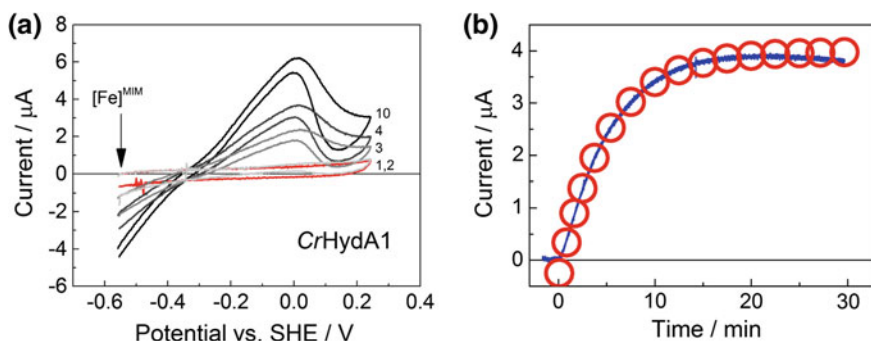 (a)
8
6
4
2
0
-2
-4
-6
Current / µA
[Fe]MIM
10
4
3
1,2
CrHydA1
-0.6 -0.4 -0.2 0.0 0.2 0.4
Potential vs. SHE / V
(b)
4
3
2
1
0
Current / µA
0 10 20 30
Time / min